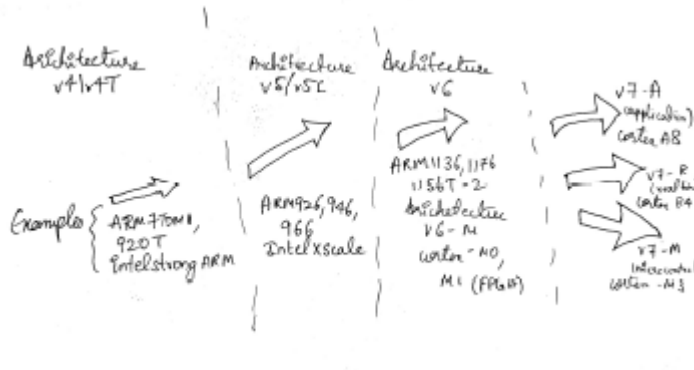 Architecture
v4/v4T
Examples
ARM7TDMI,
920T
Intel strong ARM
Architecture
v5/v5E
ARM926, 946,
966
Intel XScale
Architecture
v6
ARM1136, 1176
1156T-2
Architecture
v6-M
cortex-M0,
M1 (FPGA)
v7-A
(application)
cortex A8
v7-R
cortex R4
v7-M
cortex-M3